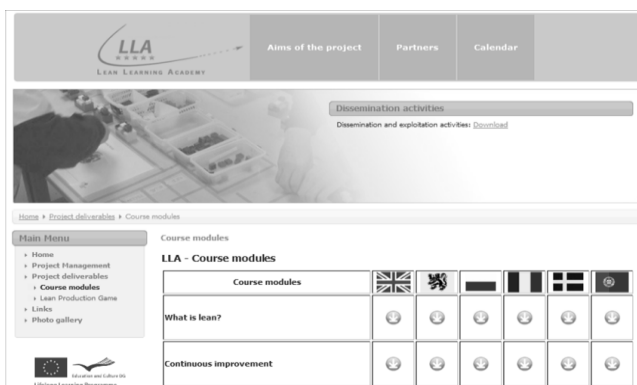 LLA
LEAN LEARNING ACADEMY
Aims of the project
Partners
Calendar
Dissemination activities
Dissemination and exploitation activities: Download
Home › Project deliverables › Course modules
Main Menu
Home
Project Management
Project deliverables
Course modules
Lean Production Game
Links
Photo gallery
Course modules
LLA - Course modules
Course modules
What is lean?
Continuous improvement
Education and Culture DG
Lifelong Learning Programme